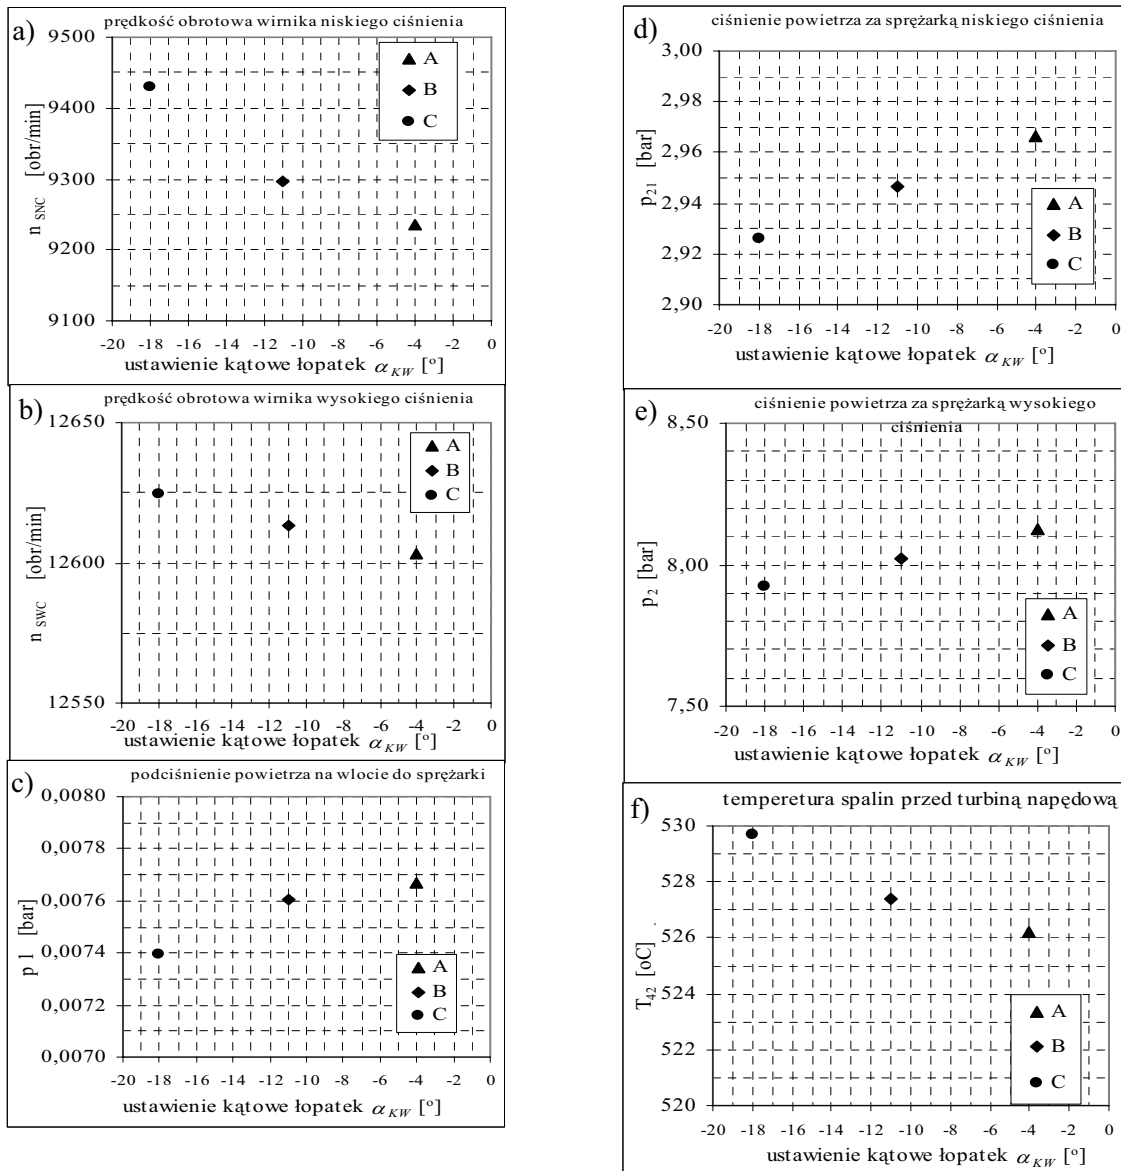 a)
prędkość obrotowa wirnika niskiego ciśnienia
9500
9400
9300
9200
9100
n SNC [obr/min]
A
B
C
-20 -18 -16 -14 -12 -10 -8 -6 -4 -2 0
ustawienie kątowe łopatek α KW [°]
b)
prędkość obrotowa wirnika wysokiego ciśnienia
12650
12600
12550
n SWC [obr/min]
A
B
C
-20 -18 -16 -14 -12 -10 -8 -6 -4 -2 0
ustawienie kątowe łopatek α KW [°]
c)
podciśnienie powietrza na wlocie do sprężarki
0,0080
0,0078
0,0076
0,0074
0,0072
0,0070
p 1 [bar]
A
B
C
-20 -18 -16 -14 -12 -10 -8 -6 -4 -2 0
ustawienie kątowe łopatek α KW [°]
d)
ciśnienie powietrza za sprężarką niskiego ciśnienia
3,00
2,98
2,96
2,94
2,92
2,90
p21 [bar]
A
B
C
-20 -18 -16 -14 -12 -10 -8 -6 -4 -2 0
ustawienie kątowe łopatek α KW [°]
e)
ciśnienie powietrza za sprężarką wysokiego
ciśnienia
8,50
8,00
7,50
p2 [bar]
A
B
C
-20 -18 -16 -14 -12 -10 -8 -6 -4 -2 0
ustawienie kątowe łopatek α KW [°]
f)
temperetura spalin przed turbiną napędową
530
528
526
524
522
520
T42 [oC]
A
B
C
-20 -18 -16 -14 -12 -10 -8 -6 -4 -2 0
ustawienie kątowe łopatek α KW [°]